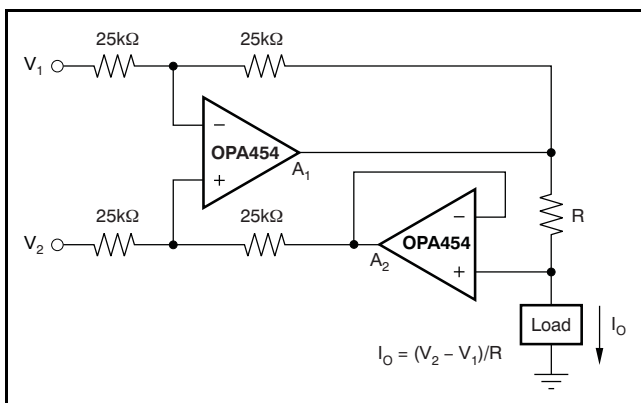 25kΩ 25kΩ
V1
−
OPA454
+
A1
25kΩ 25kΩ
V2
−
OPA454
+
A2
R
Load
IO
IO = (V2 − V1)/R